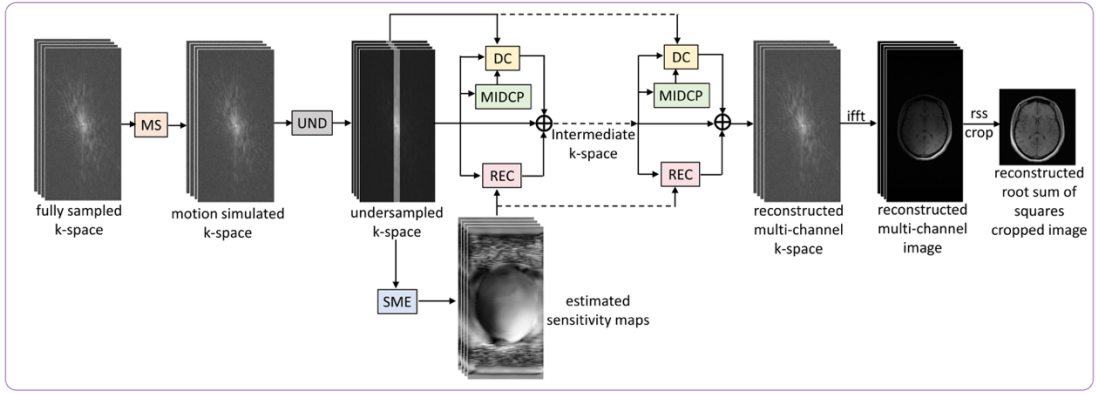 DC
DC
MIDCP
MIDCP
MS
UND
Intermediate
k-space
ifft
rss
crop
REC
REC
fully sampled
k-space
motion simulated
k-space
undersampled
k-space
reconstructed
multi-channel
k-space
reconstructed
multi-channel
image
reconstructed
root sum of
squares
cropped image
SME
estimated
sensitivity maps